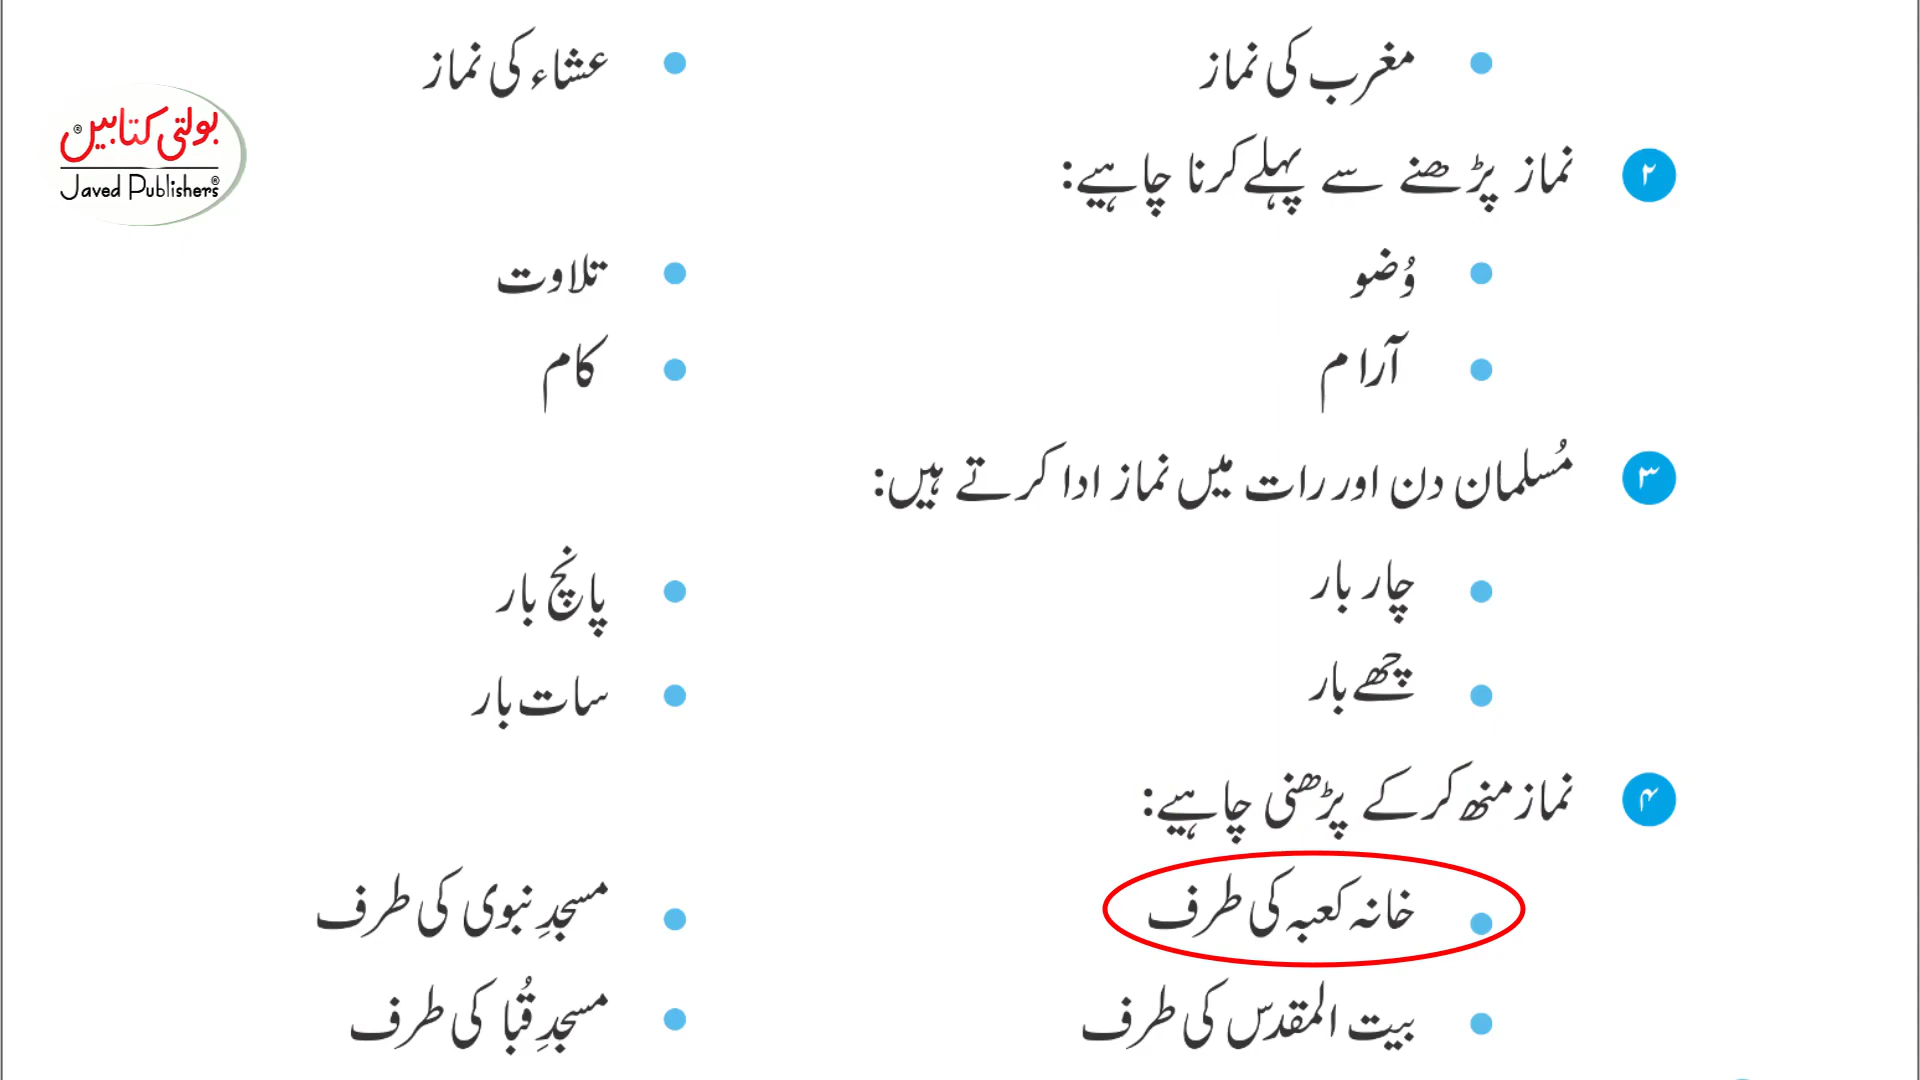 مغرب کی نماز عشاء کی نماز
بولتی کتابیں®
Javed Publishers®
۲ نماز پڑھنے سے پہلے کرنا چاہیے:
وُضو تلاوت
آرام کام
۳ مُسلمان دن اور رات میں نماز ادا کرتے ہیں:
چار بار پانچ بار
چھے بار سات بار
۴ نماز منھ کر کے پڑھنی چاہیے:
خانہ کعبہ کی طرف مسجدِ نبوی کی طرف
بیت المقدس کی طرف مسجدِ قُبا کی طرف